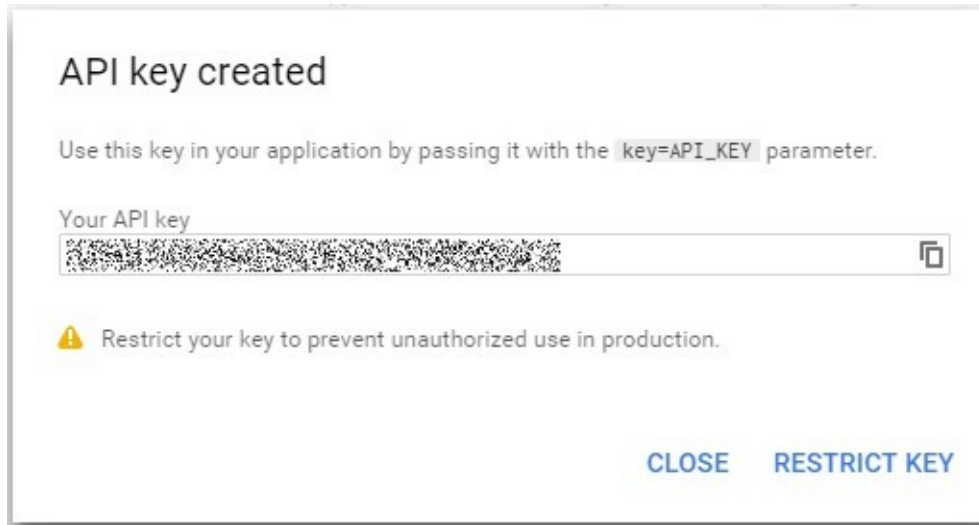 API key created
Use this key in your application by passing it with the key=API_KEY parameter.
Your API key
Restrict your key to prevent unauthorized use in production.
CLOSE RESTRICT KEY